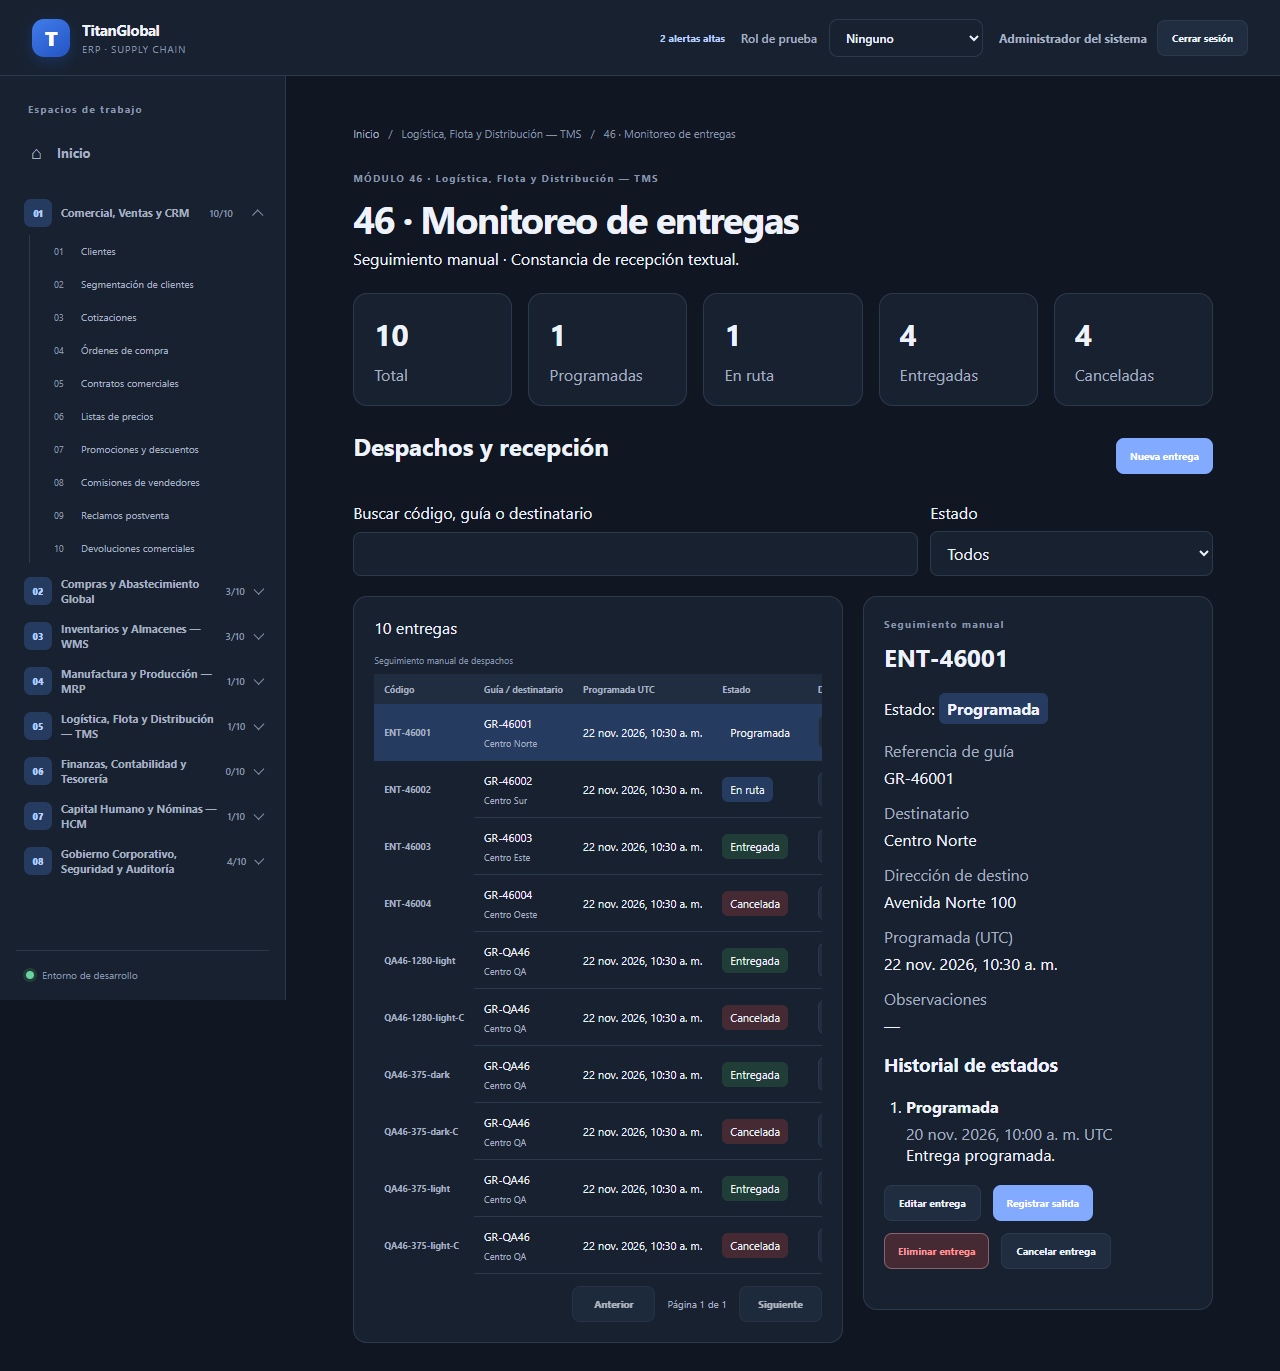 T
TitanGlobal
ERP · SUPPLY CHAIN
2 alertas altas
Rol de prueba
Ninguno
Administrador del sistema
Cerrar sesión
Espacios de trabajo
Inicio
01 Comercial, Ventas y CRM 10/10
01 Clientes
02 Segmentación de clientes
03 Cotizaciones
04 Órdenes de compra
05 Contratos comerciales
06 Listas de precios
07 Promociones y descuentos
08 Comisiones de vendedores
09 Reclamos postventa
10 Devoluciones comerciales
02 Compras y Abastecimiento Global 3/10
03 Inventarios y Almacenes — WMS 3/10
04 Manufactura y Producción — MRP 1/10
05 Logística, Flota y Distribución — TMS 1/10
06 Finanzas, Contabilidad y Tesorería 0/10
07 Capital Humano y Nóminas — HCM 1/10
08 Gobierno Corporativo, Seguridad y Auditoría 4/10
Entorno de desarrollo
Inicio / Logística, Flota y Distribución — TMS / 46 · Monitoreo de entregas
MÓDULO 46 · Logística, Flota y Distribución — TMS
46 · Monitoreo de entregas
Seguimiento manual · Constancia de recepción textual.
10
Total
1
Programadas
1
En ruta
4
Entregadas
4
Canceladas
Despachos y recepción
Nueva entrega
Buscar código, guía o destinatario
Estado
Todos
10 entregas
Seguimiento manual de despachos
Código Guía / destinatario Programada UTC Estado
ENT-46001 GR-46001 Centro Norte 22 nov. 2026, 10:30 a. m. Programada
ENT-46002 GR-46002 Centro Sur 22 nov. 2026, 10:30 a. m. En ruta
ENT-46003 GR-46003 Centro Este 22 nov. 2026, 10:30 a. m. Entregada
ENT-46004 GR-46004 Centro Oeste 22 nov. 2026, 10:30 a. m. Cancelada
QA46-1280-light GR-QA46 Centro QA 22 nov. 2026, 10:30 a. m. Entregada
QA46-1280-light-C GR-QA46 Centro QA 22 nov. 2026, 10:30 a. m. Cancelada
QA46-375-dark GR-QA46 Centro QA 22 nov. 2026, 10:30 a. m. Entregada
QA46-375-dark-C GR-QA46 Centro QA 22 nov. 2026, 10:30 a. m. Cancelada
QA46-375-light GR-QA46 Centro QA 22 nov. 2026, 10:30 a. m. Entregada
QA46-375-light-C GR-QA46 Centro QA 22 nov. 2026, 10:30 a. m. Cancelada
Anterior
Página 1 de 1
Siguiente
Seguimiento manual
ENT-46001
Estado: Programada
Referencia de guía
GR-46001
Destinatario
Centro Norte
Dirección de destino
Avenida Norte 100
Programada (UTC)
22 nov. 2026, 10:30 a. m.
Observaciones
—
Historial de estados
1. Programada
20 nov. 2026, 10:00 a. m. UTC
Entrega programada.
Editar entrega
Registrar salida
Eliminar entrega
Cancelar entrega